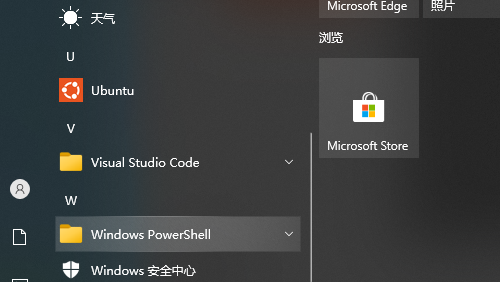 天气
U
Ubuntu
V
Visual Studio Code
W
Windows PowerShell
Windows 安全中心
Microsoft Edge
照片
浏览
Microsoft Store